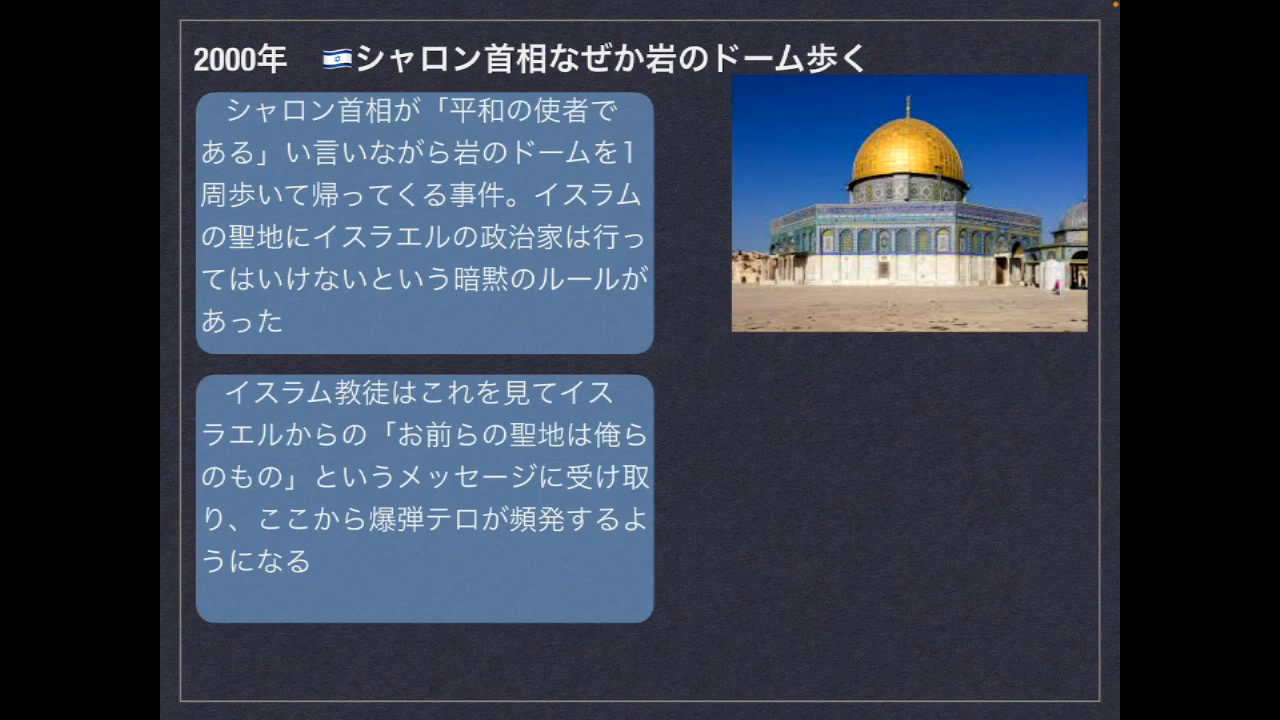 2000年　🇮🇱シャロン首相なぜか岩のドーム歩く
シャロン首相が「平和の使者で
ある」い言いながら岩のドームを1
周歩いて帰ってくる事件。イスラム
の聖地にイスラエルの政治家は行っ
てはいけないという暗黙のルールが
あった
イスラム教徒はこれを見てイス
ラエルからの「お前らの聖地は俺ら
のもの」というメッセージに受け取
り、ここから爆弾テロが頻発するよ
うになる